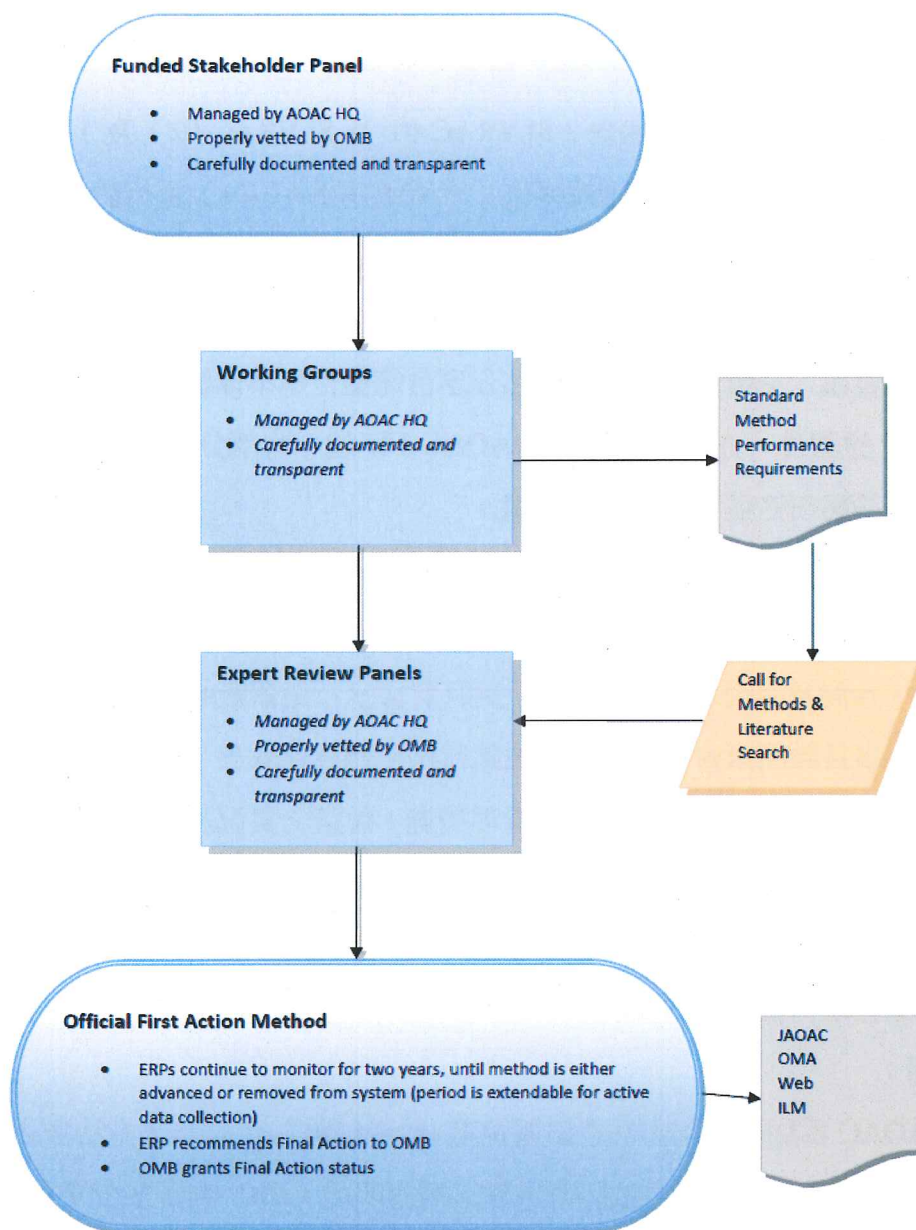 Funded Stakeholder Panel
• Managed by AOAC HQ
• Properly vetted by OMB
• Carefully documented and transparent
Working Groups
• Managed by AOAC HQ
• Carefully documented and
transparent
Standard
Method
Performance
Requirements
Expert Review Panels
• Managed by AOAC HQ
• Properly vetted by OMB
• Carefully documented and
transparent
Call for
Methods &
Literature
Search
Official First Action Method
• ERPs continue to monitor for two years, until method is either
advanced or removed from system (period is extendable for active
data collection)
• ERP recommends Final Action to OMB
• OMB grants Final Action status
JAOAC
OMA
Web
ILM